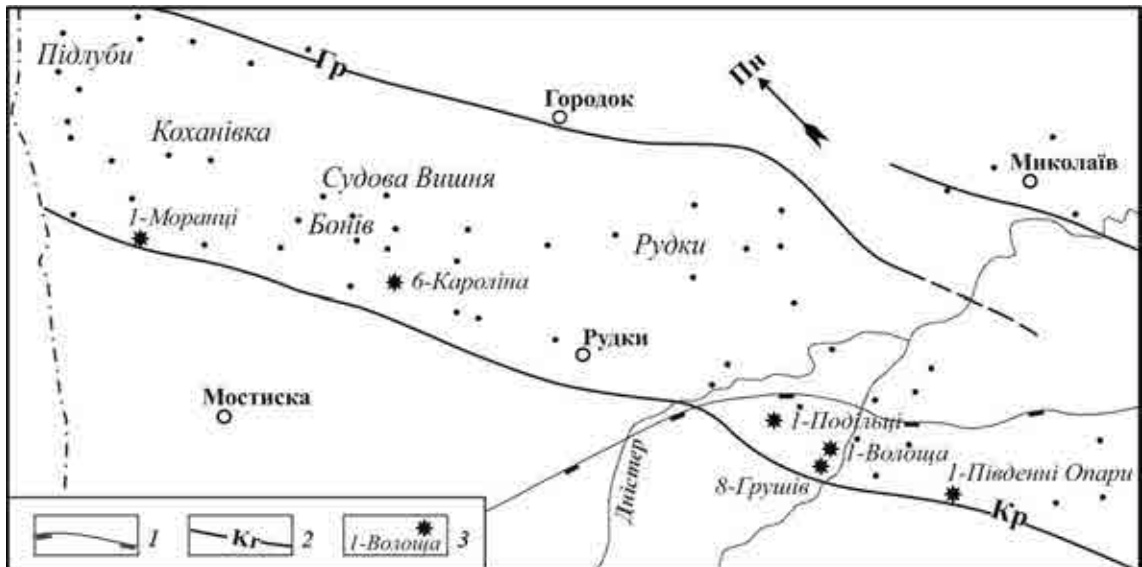 Підлуби
Гр
Пн
Городок
Коханівка
Миколаїв
Судова Вишня
1-Моранці
Бонів
Рудки
6-Кароліна
Рудки
Мостиска
1-Подільці
1-Волоща
1-Південні Опари
8-Грушів
Дністер
Кр
1
Kr
2
1-Волоща
3